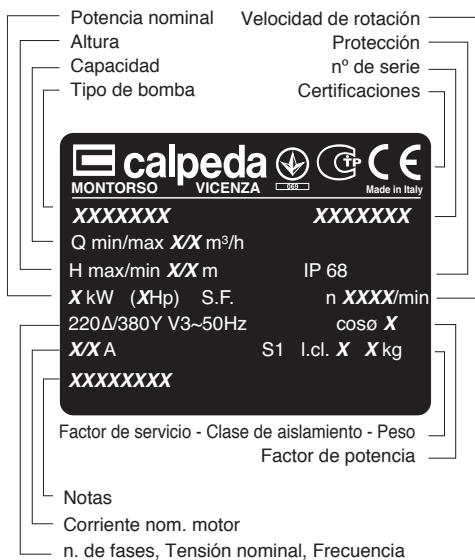 Potencia nominal Velocidad de rotación
Altura Protección
Capacidad nº de serie
Tipo de bomba Certificaciones
calpeda TP CE
MONTORSO VICENZA 069 Made in Italy
XXXXXXX XXXXXXX
Q min/max X/X m³/h
H max/min X/X m IP 68
X kW (XHp) S.F. n XXXX/min
220Δ/380Y V3~50Hz cosø X
X/X A S1 I.cl. X X kg
XXXXXXXX
Factor de servicio - Clase de aislamiento - Peso
Factor de potencia
Notas
Corriente nom. motor
n. de fases, Tensión nominal, Frecuencia